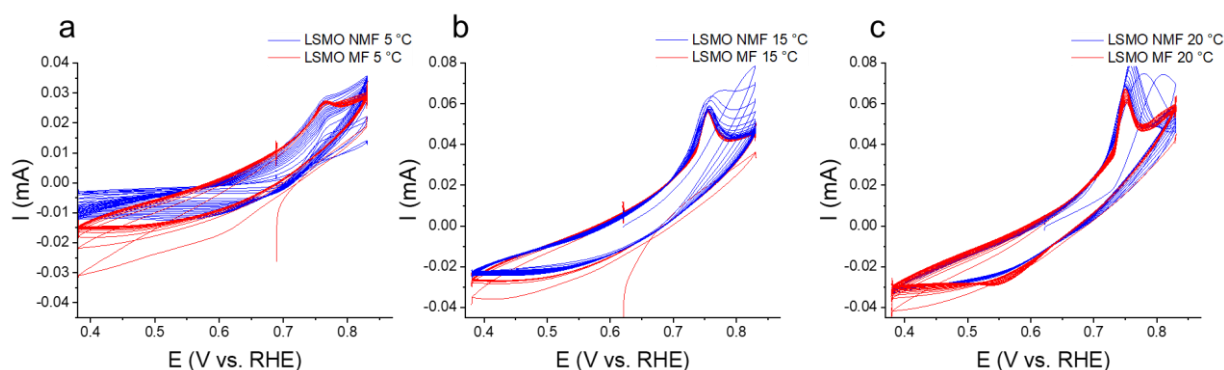 a
LSMO NMF 5 °C
LSMO MF 5 °C
0.04
0.03
0.02
0.01
0.00
-0.01
-0.02
-0.03
-0.04
I (mA)
0.4 0.5 0.6 0.7 0.8
E (V vs. RHE)
b
LSMO NMF 15 °C
LSMO MF 15 °C
0.08
0.06
0.04
0.02
0.00
-0.02
-0.04
I (mA)
0.4 0.5 0.6 0.7 0.8
E (V vs. RHE)
c
LSMO NMF 20 °C
LSMO MF 20 °C
0.08
0.06
0.04
0.02
0.00
-0.02
-0.04
I (mA)
0.4 0.5 0.6 0.7 0.8
E (V vs. RHE)